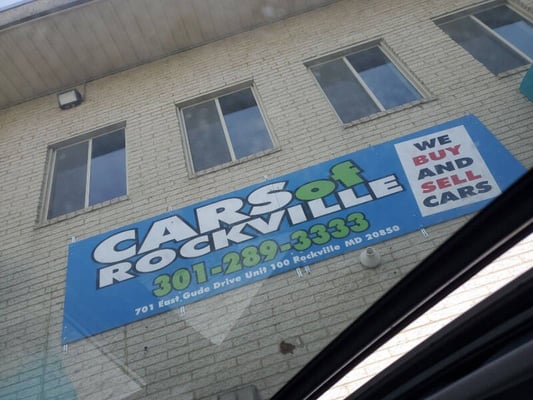 CARS of
ROCKVILLE
301-289-3333
701 East Gude Drive Unit 100 Rockville MD 20850
WE
BUY
AND
SELL
CARS